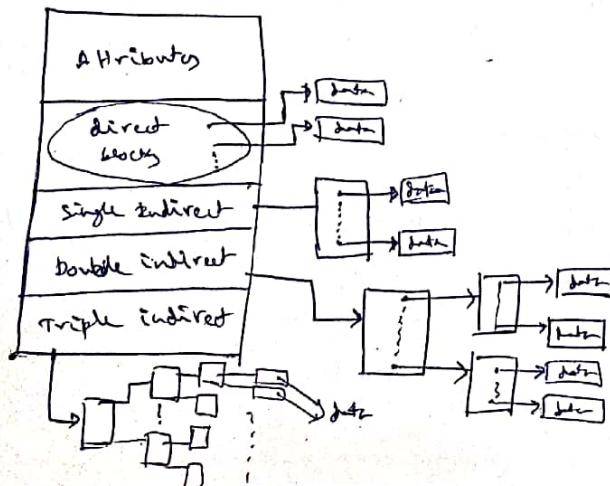 Attributes
direct
blocks
data
data
Single Indirect
data
data
Double indirect
data
data
data
data
Triple indirect
data